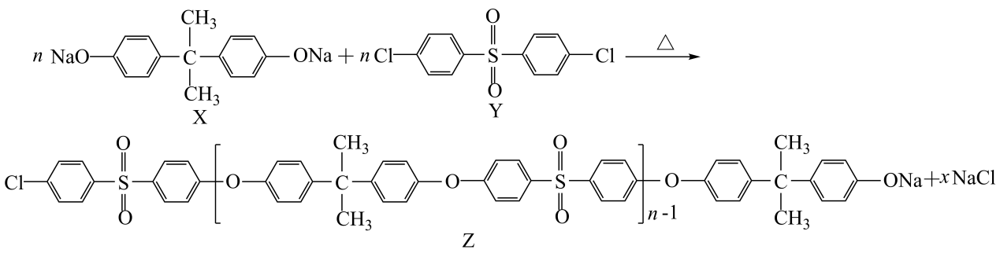 n NaO CH₃ C CH₃ ONa + n Cl O S O Cl △
X Y
Cl O S O O CH₃ C CH₃ O O S O n-1 O CH₃ C CH₃ ONa + x NaCl
Z